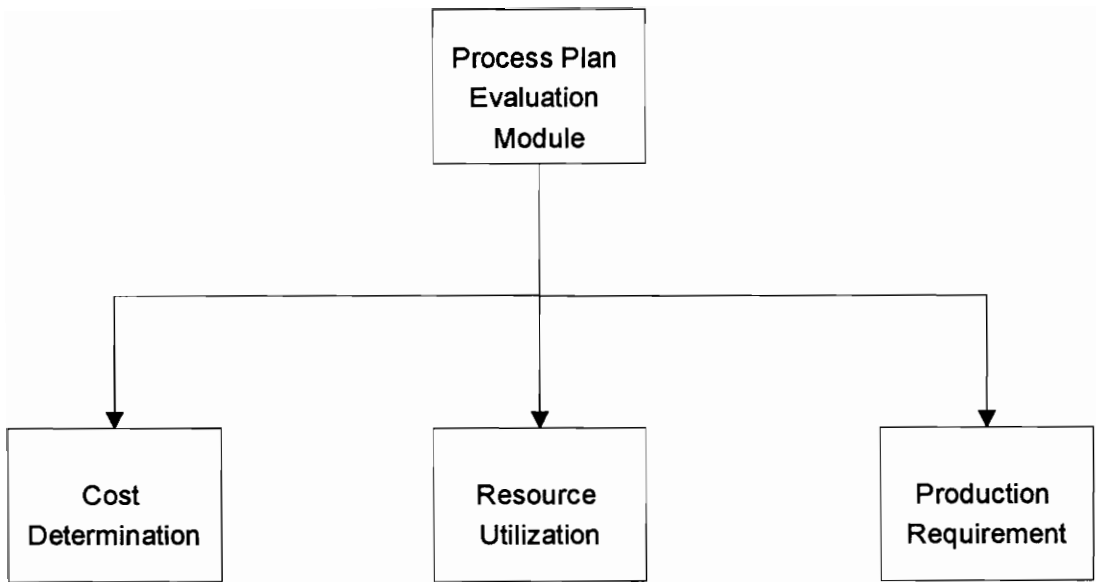 Process Plan
Evaluation
Module
Cost
Determination
Resource
Utilization
Production
Requirement